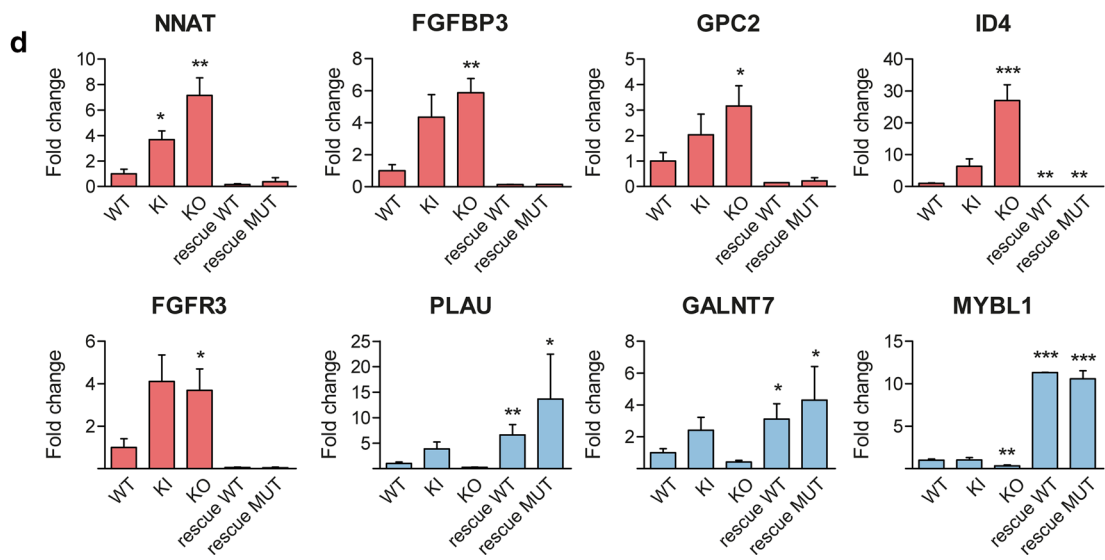 d
NNAT
FGFBP3
GPC2
ID4
Fold change
10
8
6
4
2
0
*
**
WT
KI
KO
rescue WT
rescue MUT
Fold change
8
6
4
2
0
**
WT
KI
KO
rescue WT
rescue MUT
Fold change
5
4
3
2
1
0
*
WT
KI
KO
rescue WT
rescue MUT
Fold change
40
30
20
10
0
***
**
**
WT
KI
KO
rescue WT
rescue MUT
FGFR3
PLAU
GALNT7
MYBL1
Fold change
6
4
2
*
WT
KI
KO
rescue WT
rescue MUT
Fold change
25
20
15
10
5
**
*
WT
KI
KO
rescue WT
rescue MUT
Fold change
8
6
4
2
*
*
WT
KI
KO
rescue WT
rescue MUT
Fold change
15
10
5
0
**
***
***
WT
KI
KO
rescue WT
rescue MUT